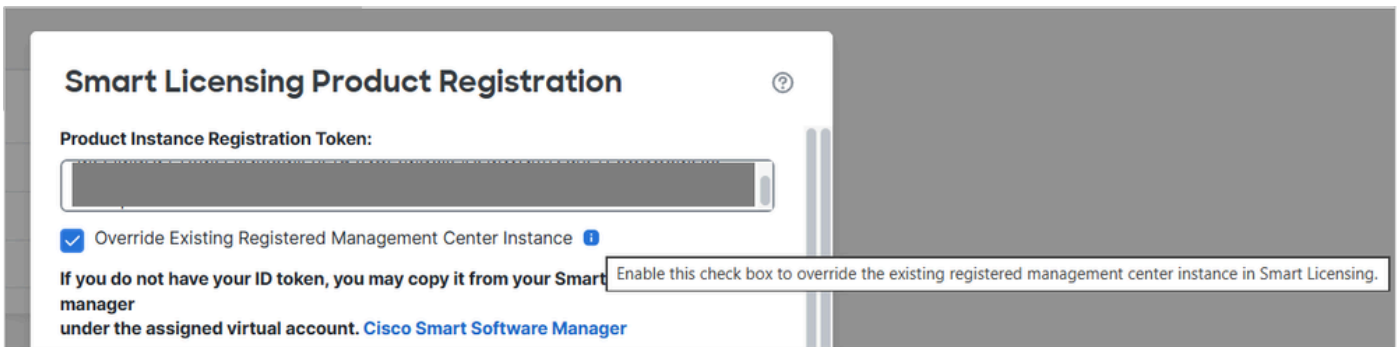 Smart Licensing Product Registration
Product Instance Registration Token:
Override Existing Registered Management Center Instance
Enable this check box to override the existing registered management center instance in Smart Licensing.
If you do not have your ID token, you may copy it from your Smart
manager
under the assigned virtual account. Cisco Smart Software Manager